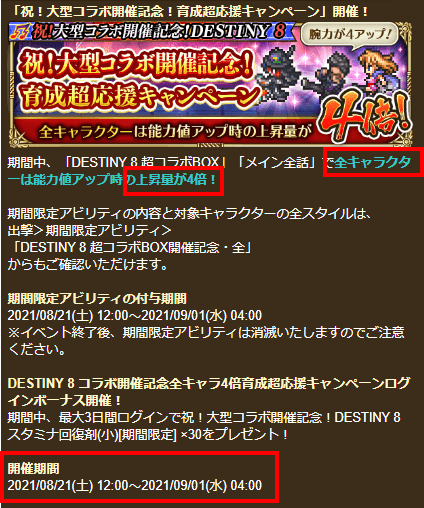 「祝！大型コラボ開催記念！育成超応援キャンペーン」開催！
祝!大型コラボ開催記念!DESTINY 8
腕力が4アップ!
祝!大型コラボ開催記念!
育成超応援キャンペーン
全キャラクターは能力値アップ時の上昇量が
4倍!
期間中、「DESTINY 8 超コラボBOX」「メイン全話」で全キャラクタ
ーは能力値アップ時の上昇量が4倍！
期間限定アビリティの内容と対象キャラクターの全スタイルは、
出撃＞期間限定アビリティ＞
「DESTINY 8 超コラボBOX開催記念・全」
からもご確認いただけます。
期間限定アビリティの付与期間
2021/08/21(土) 12:00～2021/09/01(水) 04:00
※イベント終了後、期間限定アビリティは消滅いたしますのでご注意
ください。
DESTINY 8 コラボ開催記念全キャラ4倍育成超応援キャンペーンログ
インボーナス開催！
期間中、最大3日間ログインで祝！大型コラボ開催記念！DESTINY 8
スタミナ回復剤(小)[期間限定] ×30をプレゼント！
開催期間
2021/08/21(土) 12:00～2021/09/01(水) 04:00